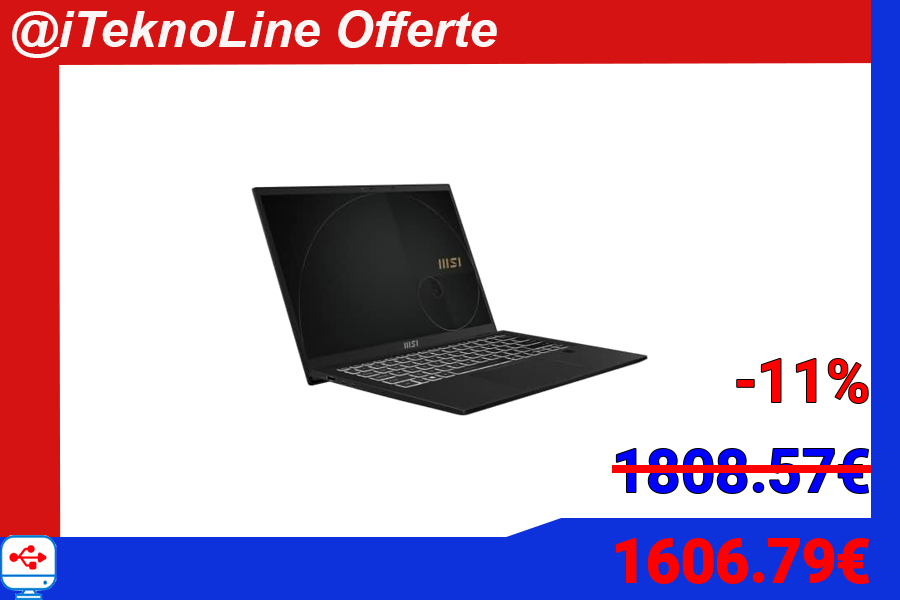 @iTeknoLine Offerte
msi
msi
-11%
1808.57€
1606.79€